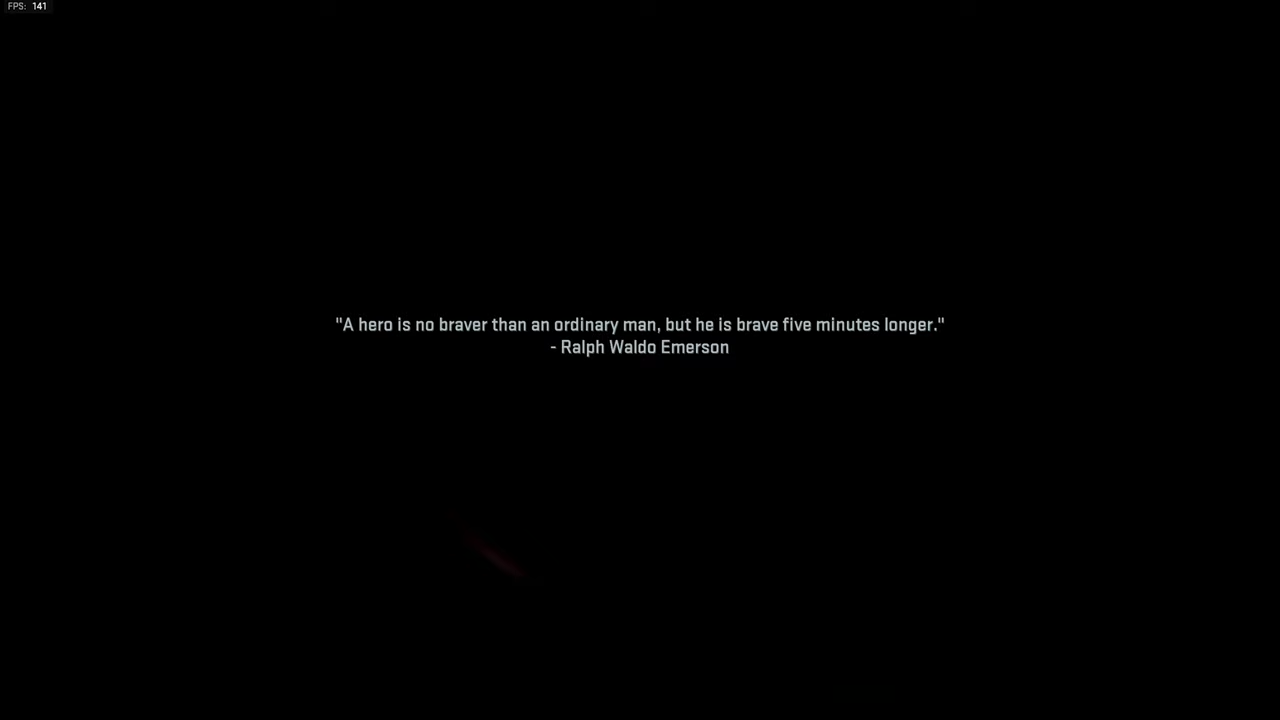 FPS: 141
"A hero is no braver than an ordinary man, but he is brave five minutes longer."
- Ralph Waldo Emerson